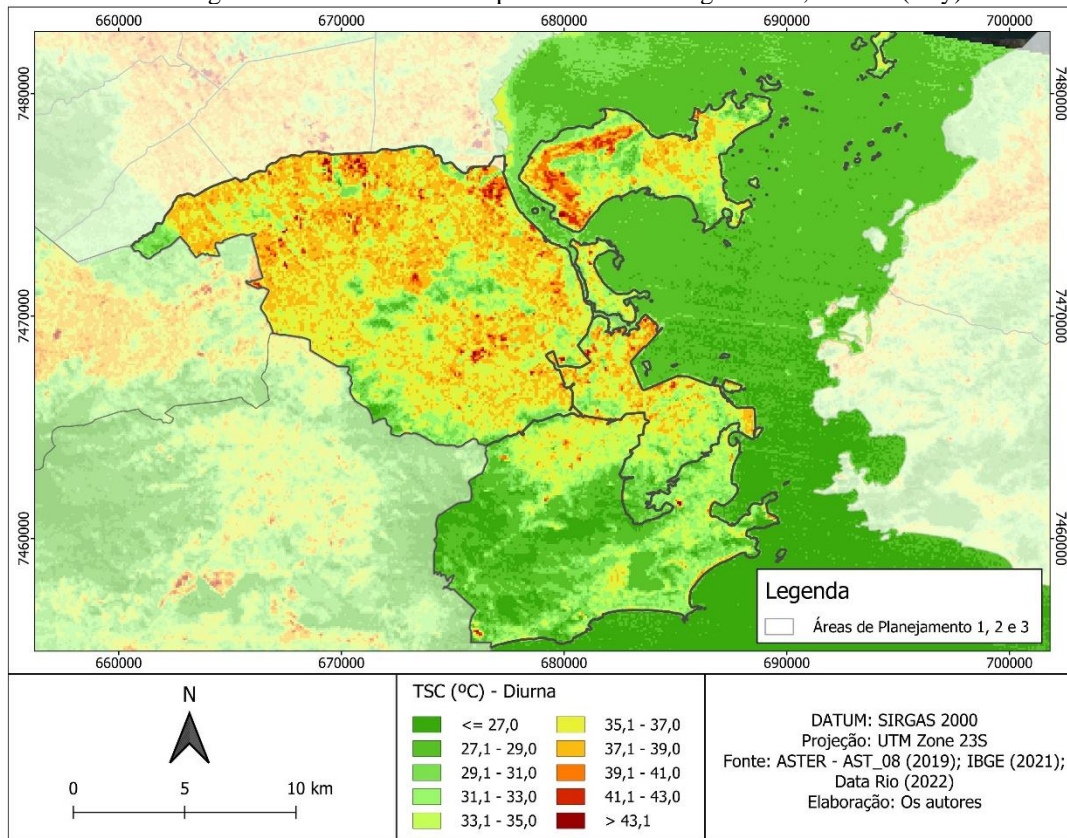 660000 670000 680000 690000 700000
7480000 7480000
7470000 7470000
7460000 7460000
Legenda
Áreas de Planejamento 1, 2 e 3
660000 670000 680000 690000 700000
N
0 5 10 km
TSC (ºC) - Diurna
<= 27,0 35,1 - 37,0
27,1 - 29,0 37,1 - 39,0
29,1 - 31,0 39,1 - 41,0
31,1 - 33,0 41,1 - 43,0
33,1 - 35,0 > 43,1
DATUM: SIRGAS 2000
Projeção: UTM Zone 23S
Fonte: ASTER - AST_08 (2019); IBGE (2021);
Data Rio (2022)
Elaboração: Os autores